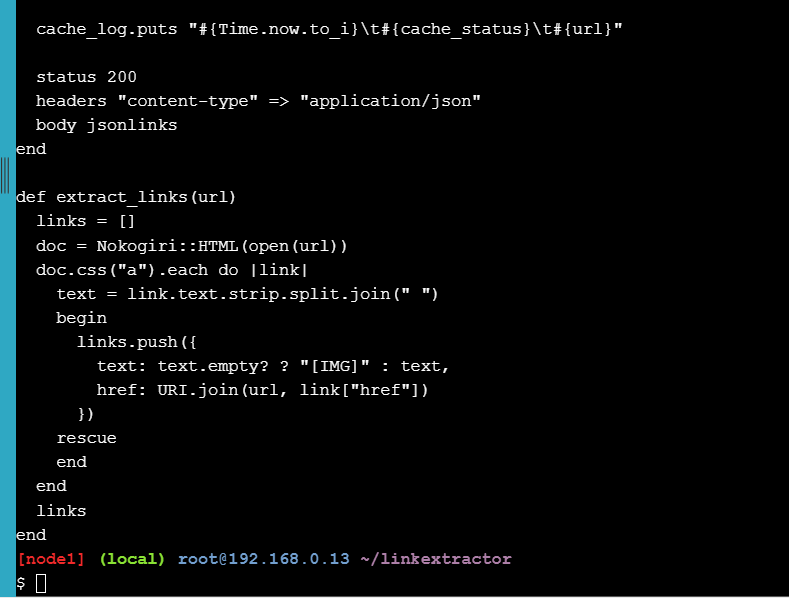 cache_log.puts "#{Time.now.to_i}\t#{cache_status}\t#{url}"

  status 200
  headers "content-type" => "application/json"
  body jsonlinks
end

def extract_links(url)
  links = []
  doc = Nokogiri::HTML(open(url))
  doc.css("a").each do |link|
    text = link.text.strip.split.join(" ")
    begin
      links.push({
        text: text.empty? ? "[IMG]" : text,
        href: URI.join(url, link["href"])
      })
    rescue
    end
  end
  links
end
[node1] (local) root@192.168.0.13 ~/linkextractor
$